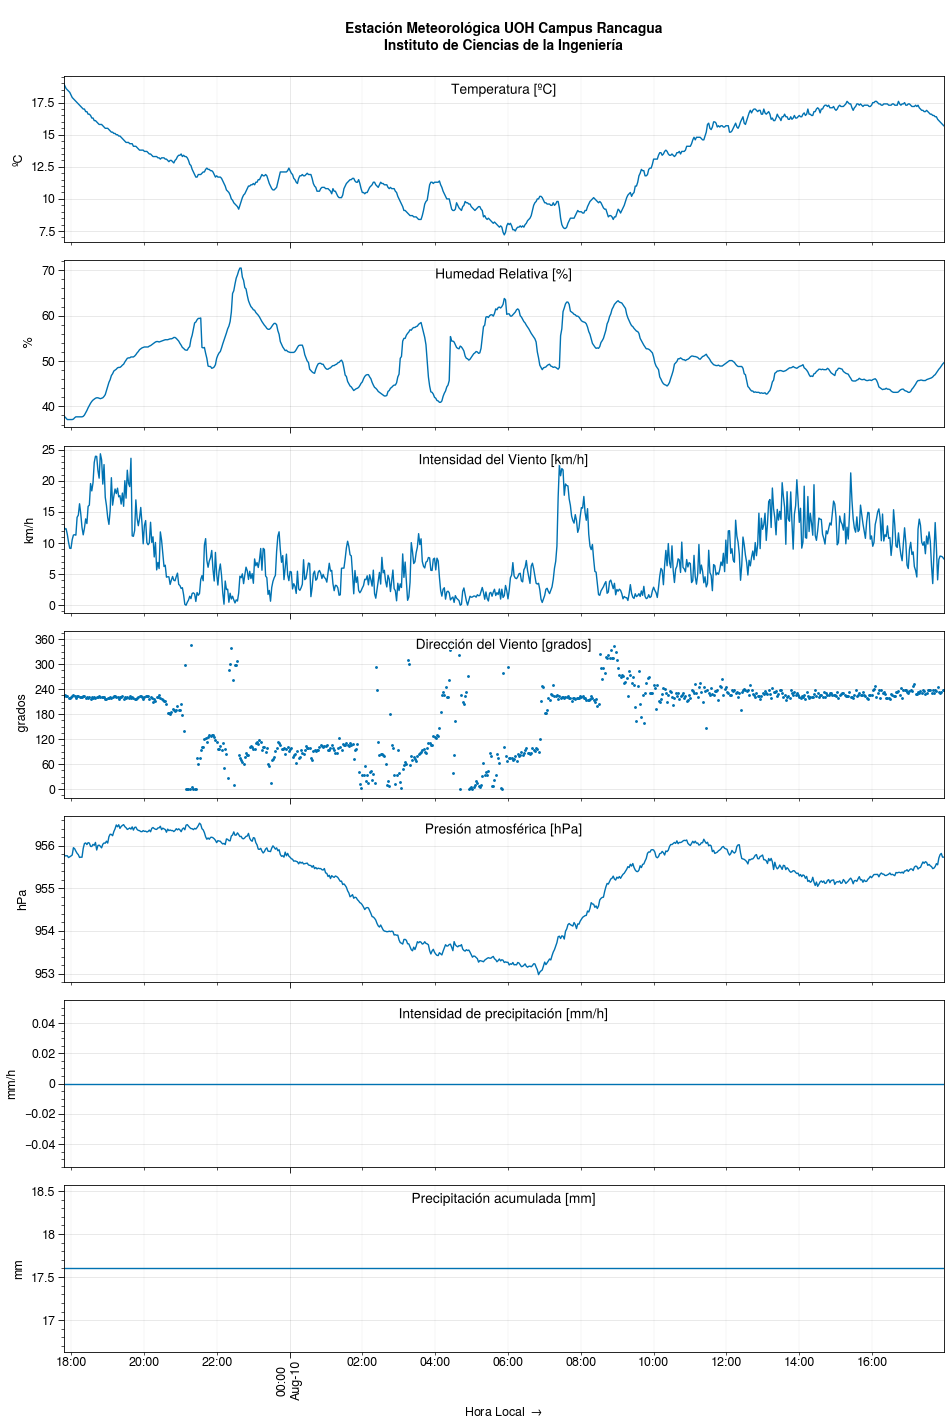 Estación Meteorológica UOH Campus Rancagua
Instituto de Ciencias de la Ingeniería
Temperatura [ºC]
ºC
17.5
15
12.5
10
7.5
Humedad Relativa [%]
%
70
60
50
40
Intensidad del Viento [km/h]
km/h
25
20
15
10
5
0
Dirección del Viento [grados]
grados
360
300
240
180
120
60
0
Presión atmosférica [hPa]
hPa
956
955
954
953
Intensidad de precipitación [mm/h]
mm/h
0.04
0.02
0
−0.02
−0.04
Precipitación acumulada [mm]
mm
18.5
18
17.5
17
18:00 20:00 22:00 00:00 02:00 04:00 06:00 08:00 10:00 12:00 14:00 16:00
Aug-10
Hora Local →